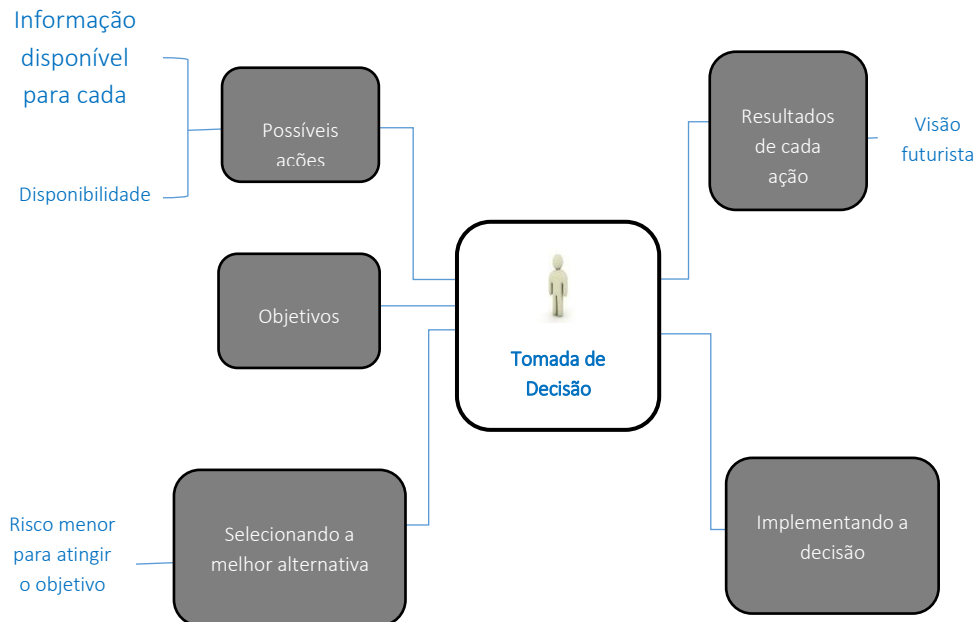 Informação
disponível
para cada
Disponibilidade
Possíveis
ações
Resultados
de cada
ação
Visão
futurista
Objetivos
Tomada de
Decisão
Risco menor
para atingir
o objetivo
Selecionando a
melhor alternativa
Implementando a
decisão